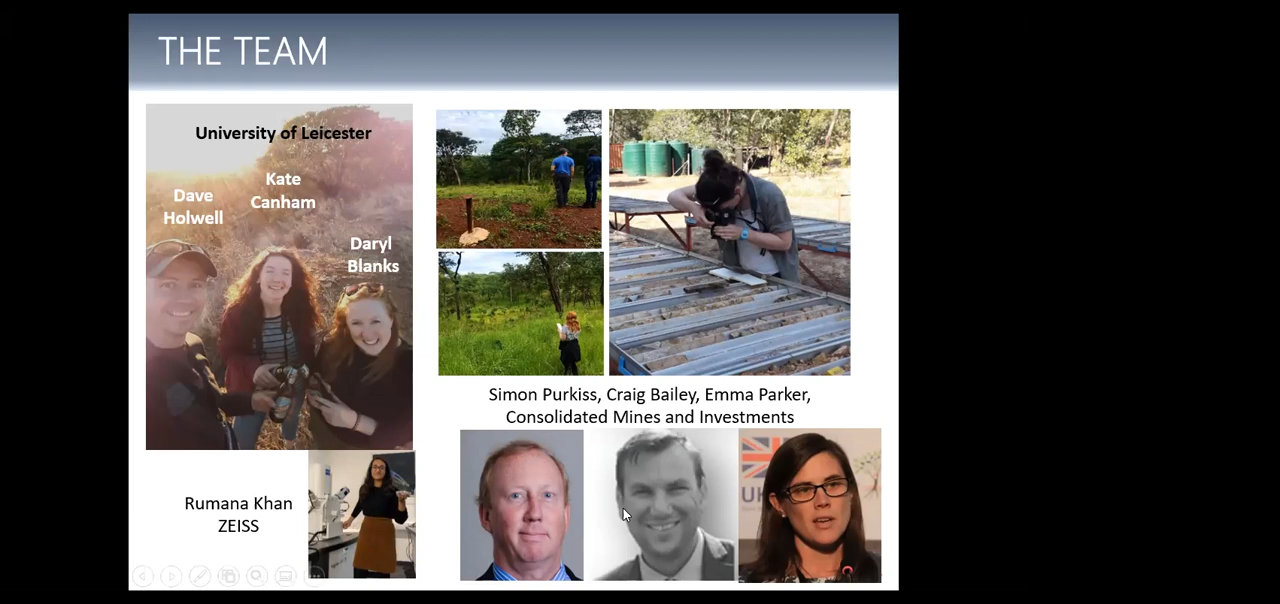 THE TEAM
University of Leicester
Dave
Holwell
Kate
Canham
Daryl
Blanks
Simon Purkiss, Craig Bailey, Emma Parker,
Consolidated Mines and Investments
Rumana Khan
ZEISS
UK